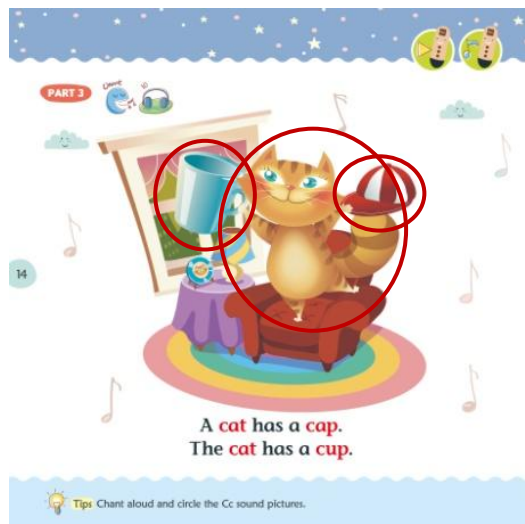 PART 3
Chant
14
A cat has a cap.
The cat has a cup.
Tips Chant aloud and circle the Cc sound pictures.